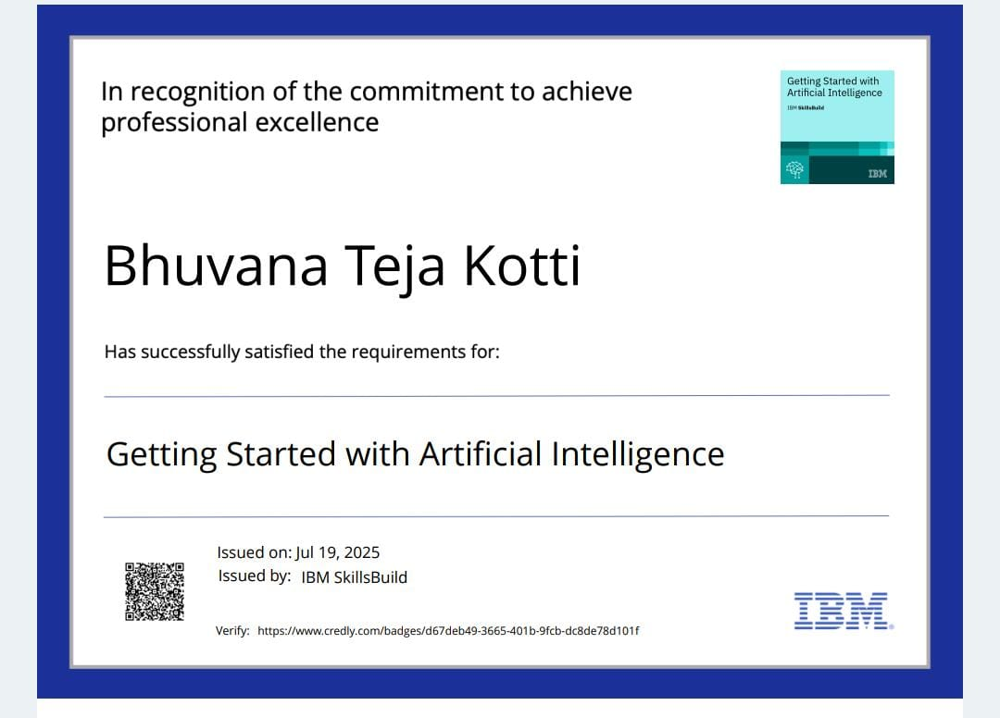 In recognition of the commitment to achieve
professional excellence
Getting Started with
Artificial Intelligence
IBM SkillsBuild
IBM
Bhuvana Teja Kotti
Has successfully satisfied the requirements for:
Getting Started with Artificial Intelligence
Issued on: Jul 19, 2025
Issued by: IBM SkillsBuild
Verify: https://www.credly.com/badges/d67deb49-3665-401b-9fcb-dc8de78d101f
IBM®